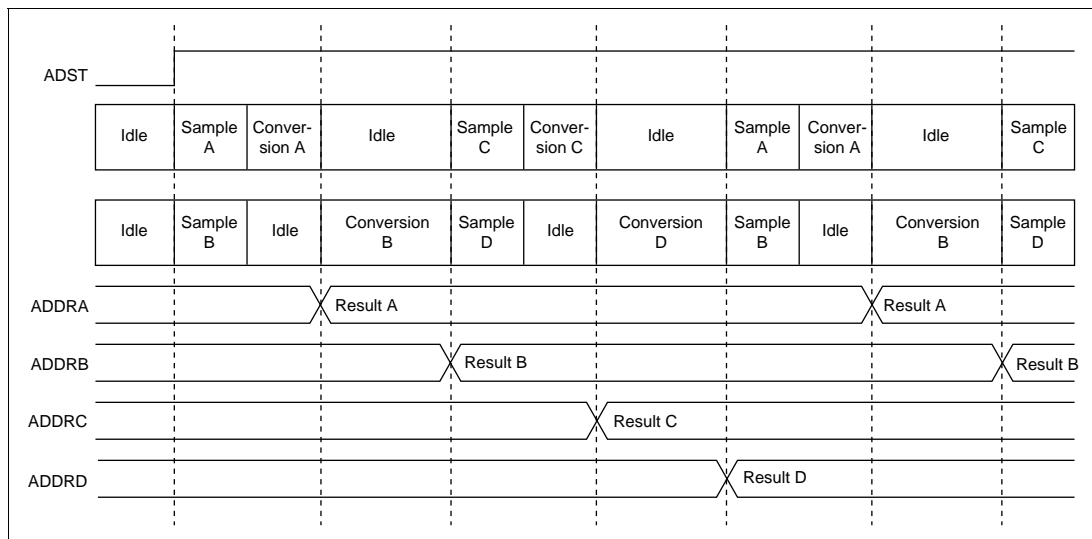 ADST
Idle
Sample
A
Conver-
sion A
Idle
Sample
C
Conver-
sion C
Idle
Sample
A
Conver-
sion A
Idle
Sample
C
Idle
Sample
B
Idle
Conversion
B
Sample
D
Idle
Conversion
D
Sample
B
Idle
Conversion
B
Sample
D
ADDRA
Result A
Result A
ADDRB
Result B
Result B
ADDRC
Result C
ADDRD
Result D